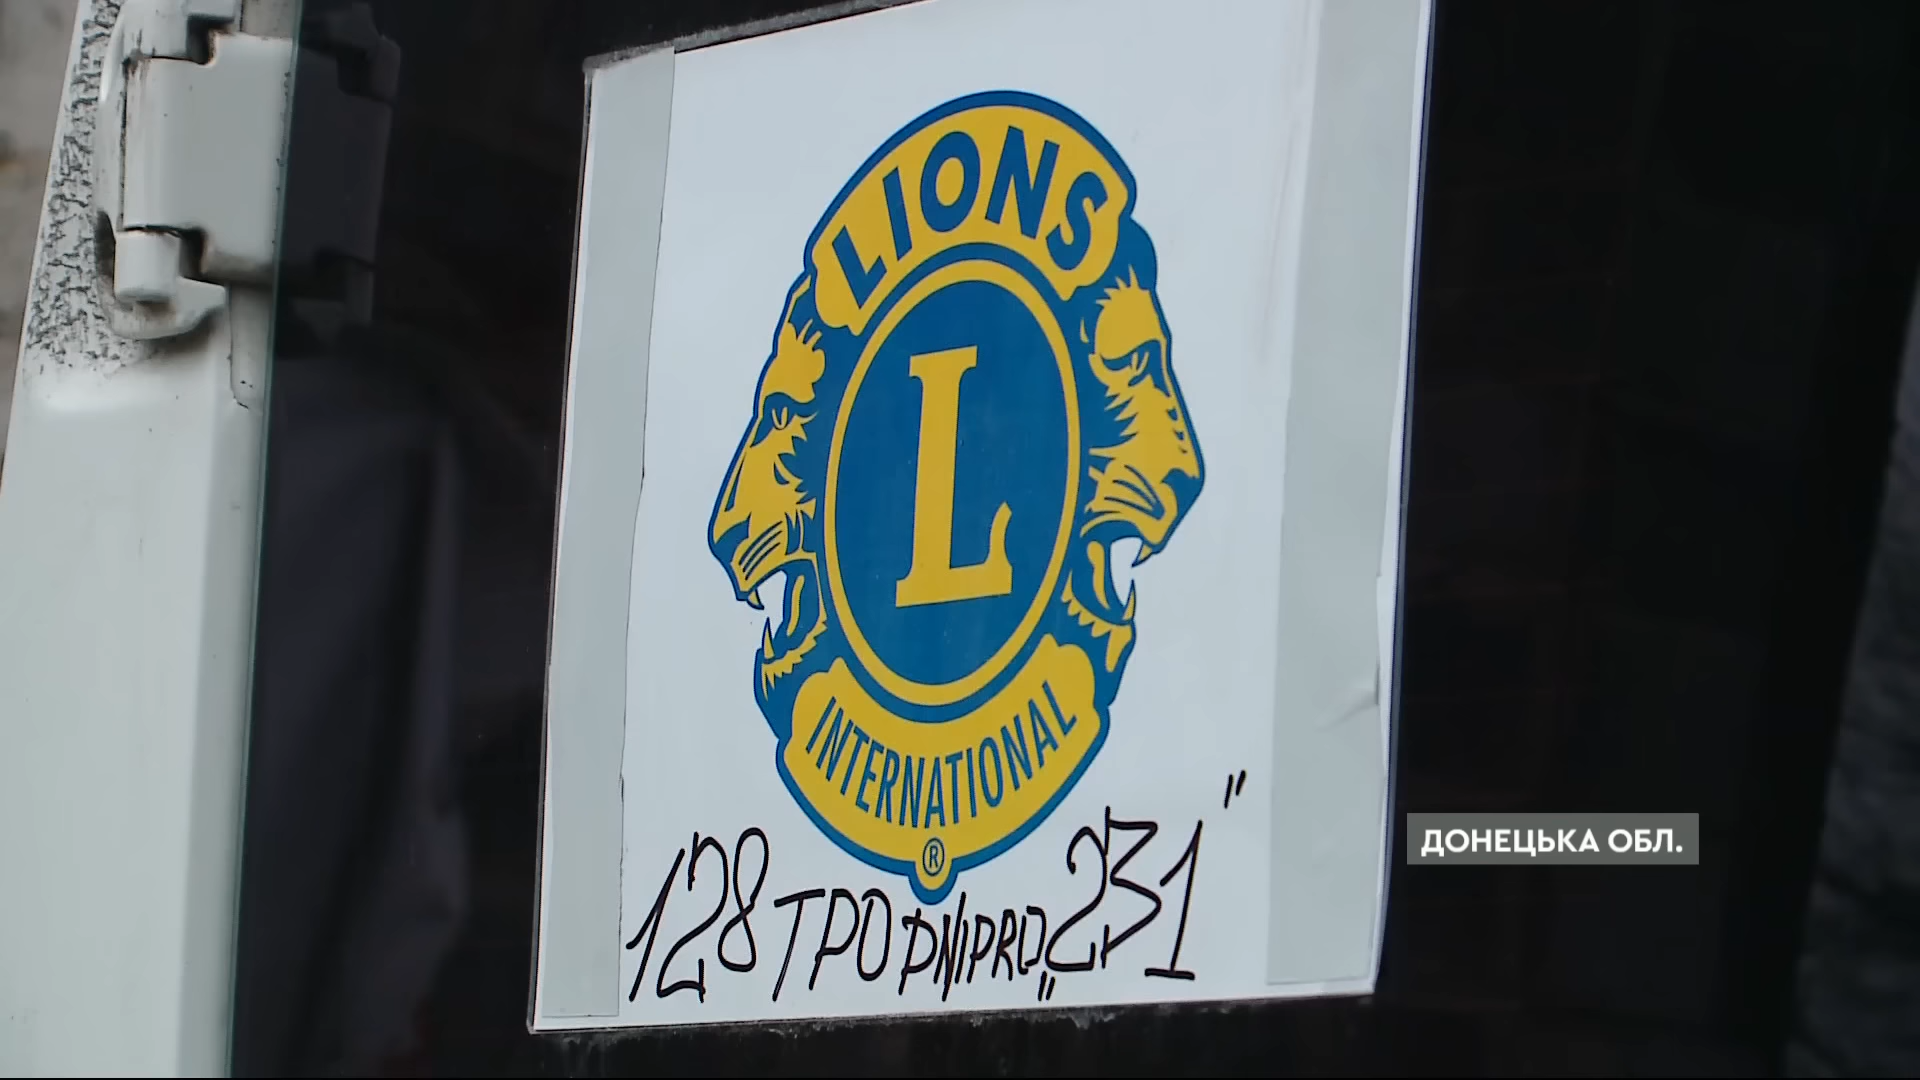 LIONS
L
INTERNATIONAL
®
128 ТРО DNIPRO „231"
ДОНЕЦЬКА ОБЛ.